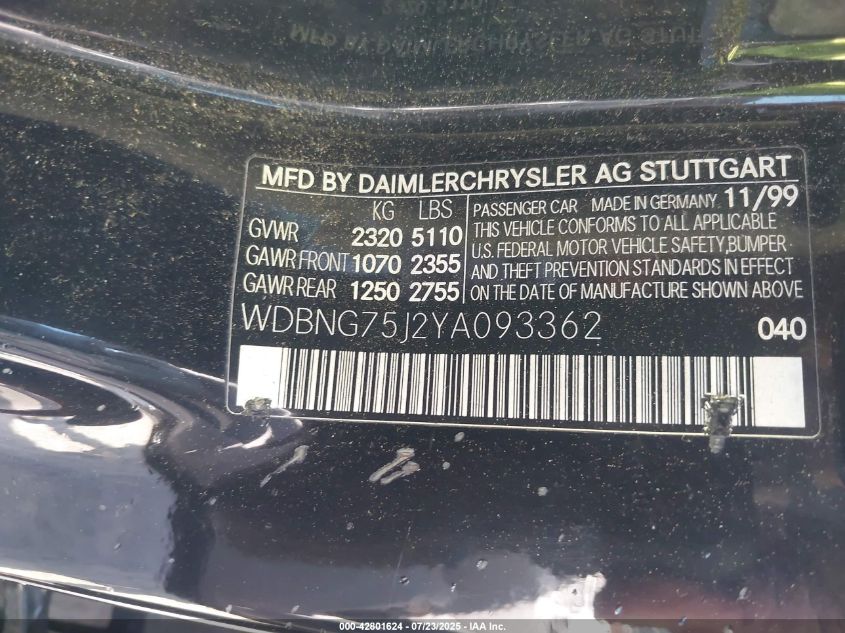 MFD BY DAIMLERCHRYSLER AG STUTTGART
KG LBS
GVWR 2320 5110
GAWR FRONT 1070 2355
GAWR REAR 1250 2755
PASSENGER CAR MADE IN GERMANY 11/99
THIS VEHICLE CONFORMS TO ALL APPLICABLE
U.S. FEDERAL MOTOR VEHICLE SAFETY,BUMPER
AND THEFT PREVENTION STANDARDS IN EFFECT
ON THE DATE OF MANUFACTURE SHOWN ABOVE
WDBNG75J2YA093362 040
000-42801624 - 07/23/2025 - IAA Inc.